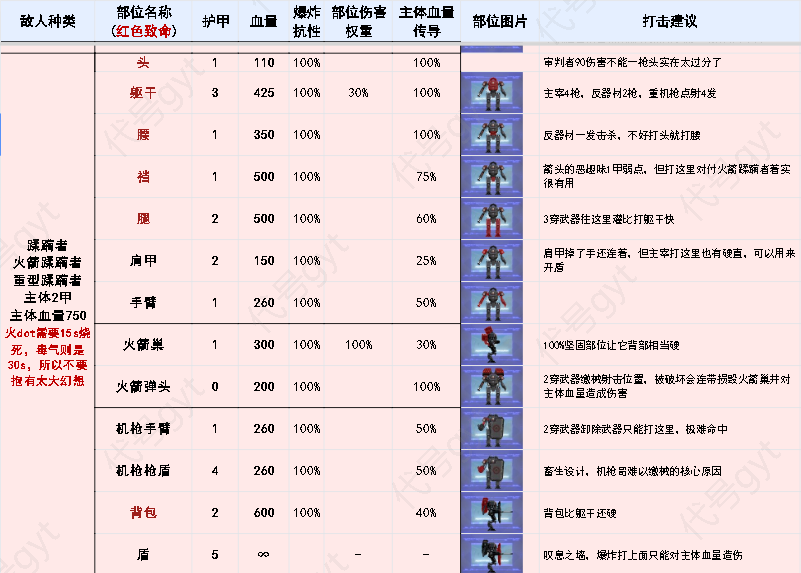 敌人种类 部位名称(红色致命) 护甲 血量 爆炸抗性 部位伤害权重 主体血量传导 部位图片 打击建议
蹂躏者
火箭蹂躏者
重型蹂躏者
主体2甲
主体血量750
火dot需要15s烧死，毒气则是30s，所以不要抱有太大幻想
头 1 110 100% 100% 审判者90伤害不能一枪头实在太过分了
躯干 3 425 100% 30% 100% 主宰4枪，反器材2枪，重机枪点射4发
腰 1 350 100% 100% 反器材一发击杀，不好打头就打腰
裆 1 500 100% 75% 箭头的恶趣味1甲弱点，但打这里对付火箭蹂躏者着实很有用
腿 2 500 100% 60% 3穿武器往这里灌比打躯干快
肩甲 2 150 100% 25% 肩甲掉了手还连着，但主宰打这里也有硬直，可以用来开盾
手臂 1 260 100% 50%
火箭巢 1 300 100% 100% 30% 100%坚固部位让它背部相当硬
火箭弹头 0 200 100% 100% 2穿武器缴械射击位置，被破坏会连带损毁火箭巢并对主体血量造成伤害
机枪手臂 1 260 100% 50% 2穿武器卸除武器只能打这里，极难命中
机枪枪盾 4 260 100% 50% 畜生设计，机枪哥难以缴械的核心原因
背包 2 600 100% 40% 背包比躯干还硬
盾 5 ∞ - - 叹息之墙，爆炸打上面只能对主体血量造伤
代号gyt